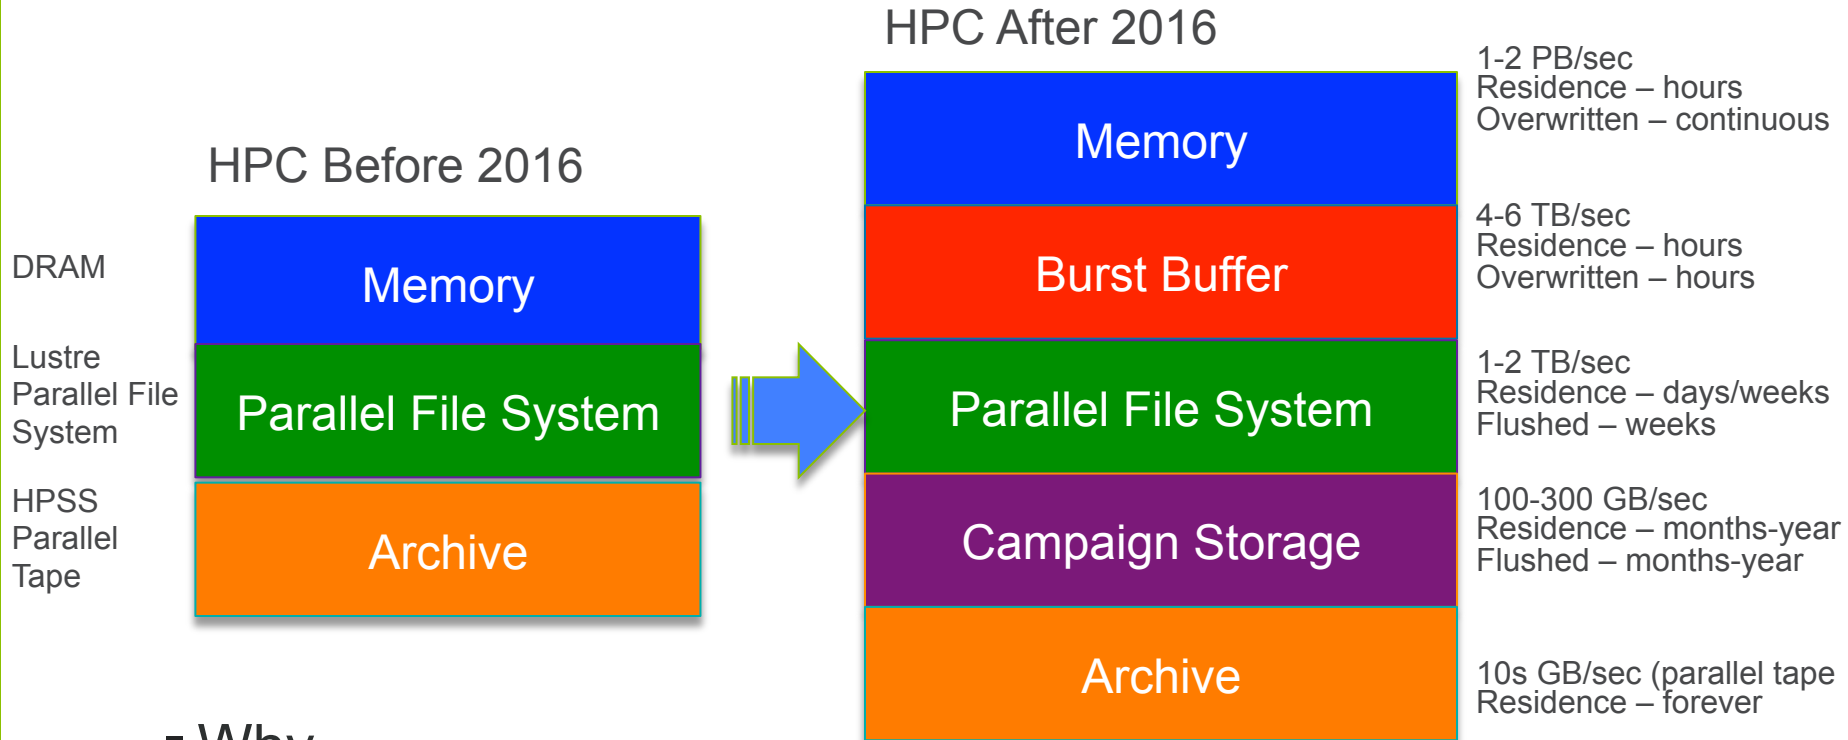 HPC Before 2016
DRAM
Memory
Lustre
Parallel File
System
Parallel File System
HPSS
Parallel
Tape
Archive
HPC After 2016
Memory
1-2 PB/sec
Residence – hours
Overwritten – continuous
Burst Buffer
4-6 TB/sec
Residence – hours
Overwritten – hours
Parallel File System
1-2 TB/sec
Residence – days/weeks
Flushed – weeks
Campaign Storage
100-300 GB/sec
Residence – months-year
Flushed – months-year
Archive
10s GB/sec (parallel tape
Residence – forever
▪ Why